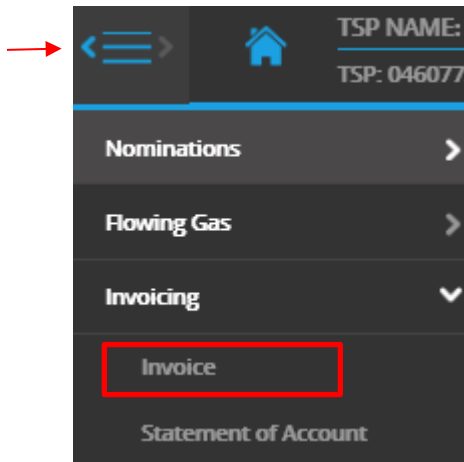 TSP NAME:
TSP: 046077
Nominations
Flowing Gas
Invoicing
Invoice
Statement of Account